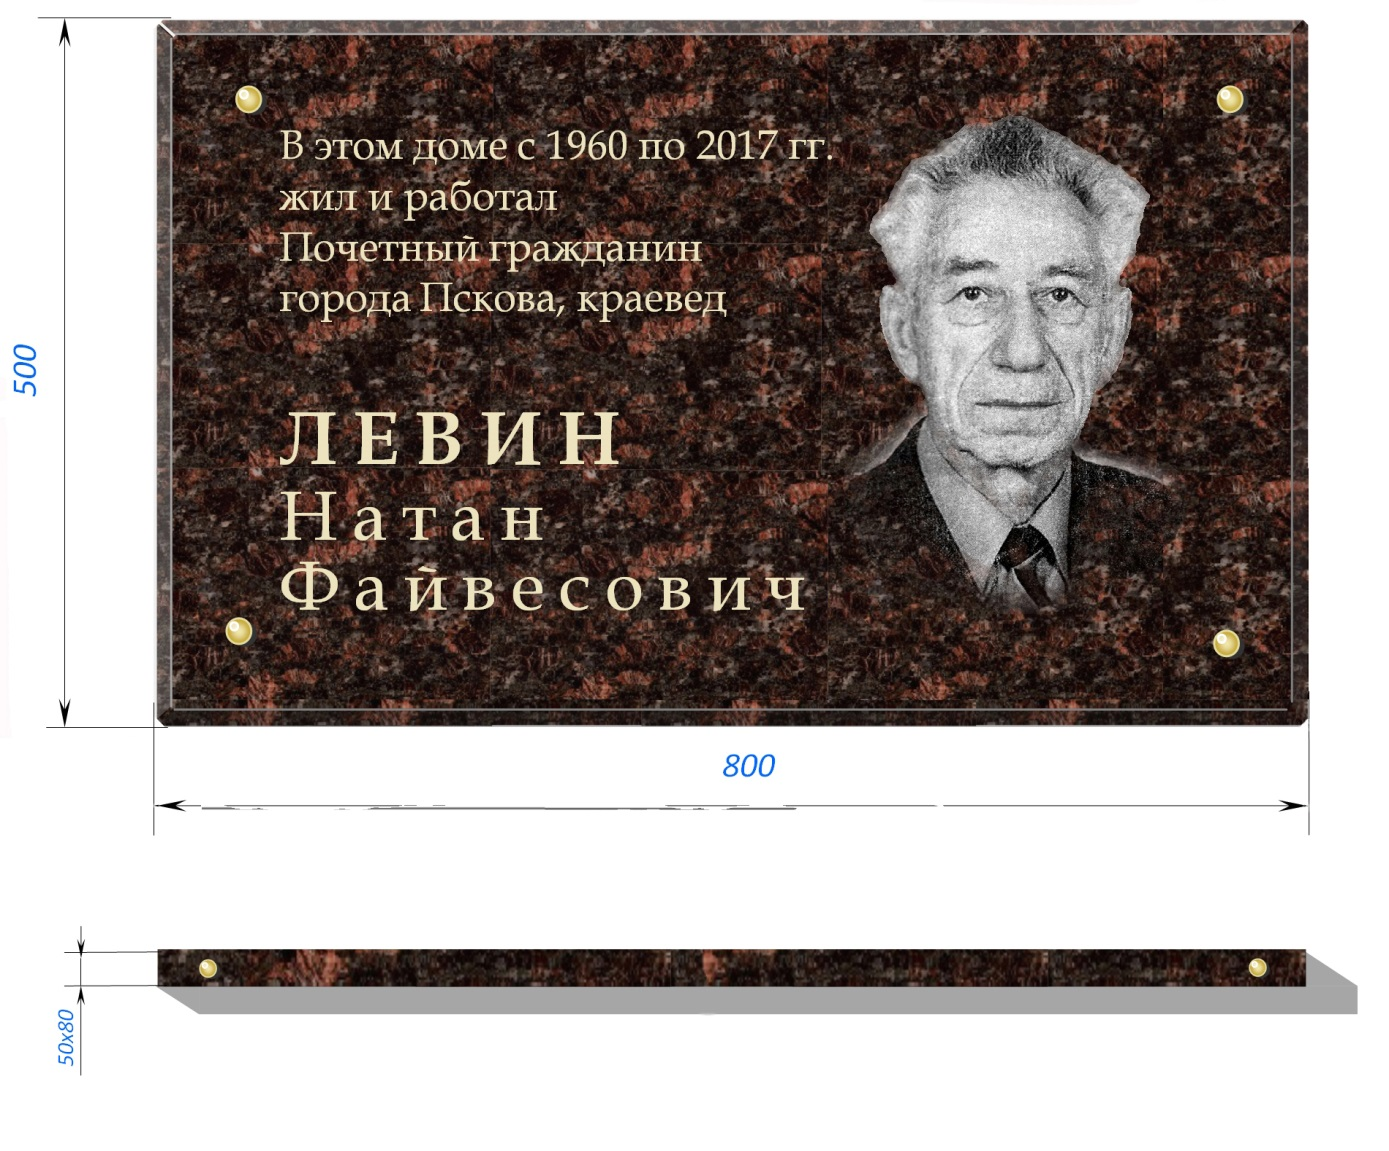 В этом доме с 1960 по 2017 гг.
жил и работал
Почетный гражданин
города Пскова, краевед
ЛЕВИН
Натан
Файвесович
500
800
50x80